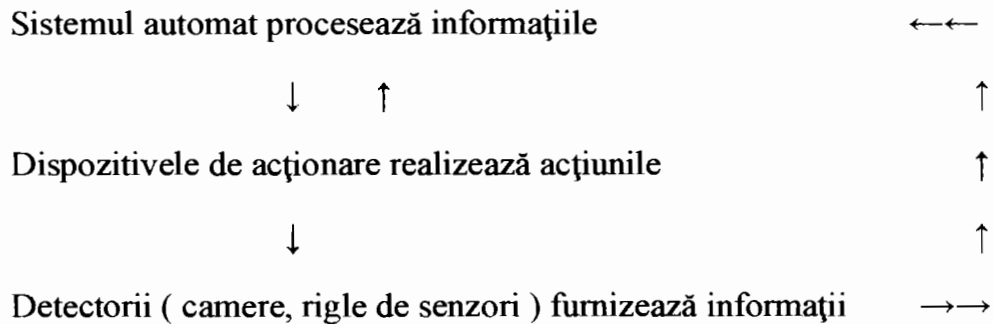 Sistemul automat procesează informaţiile ←←
↓ ↑ ↑
Dispozitivele de acţionare realizează acţiunile ↑
↓ ↑
Detectorii ( camere, rigle de senzori ) furnizează informaţii →→